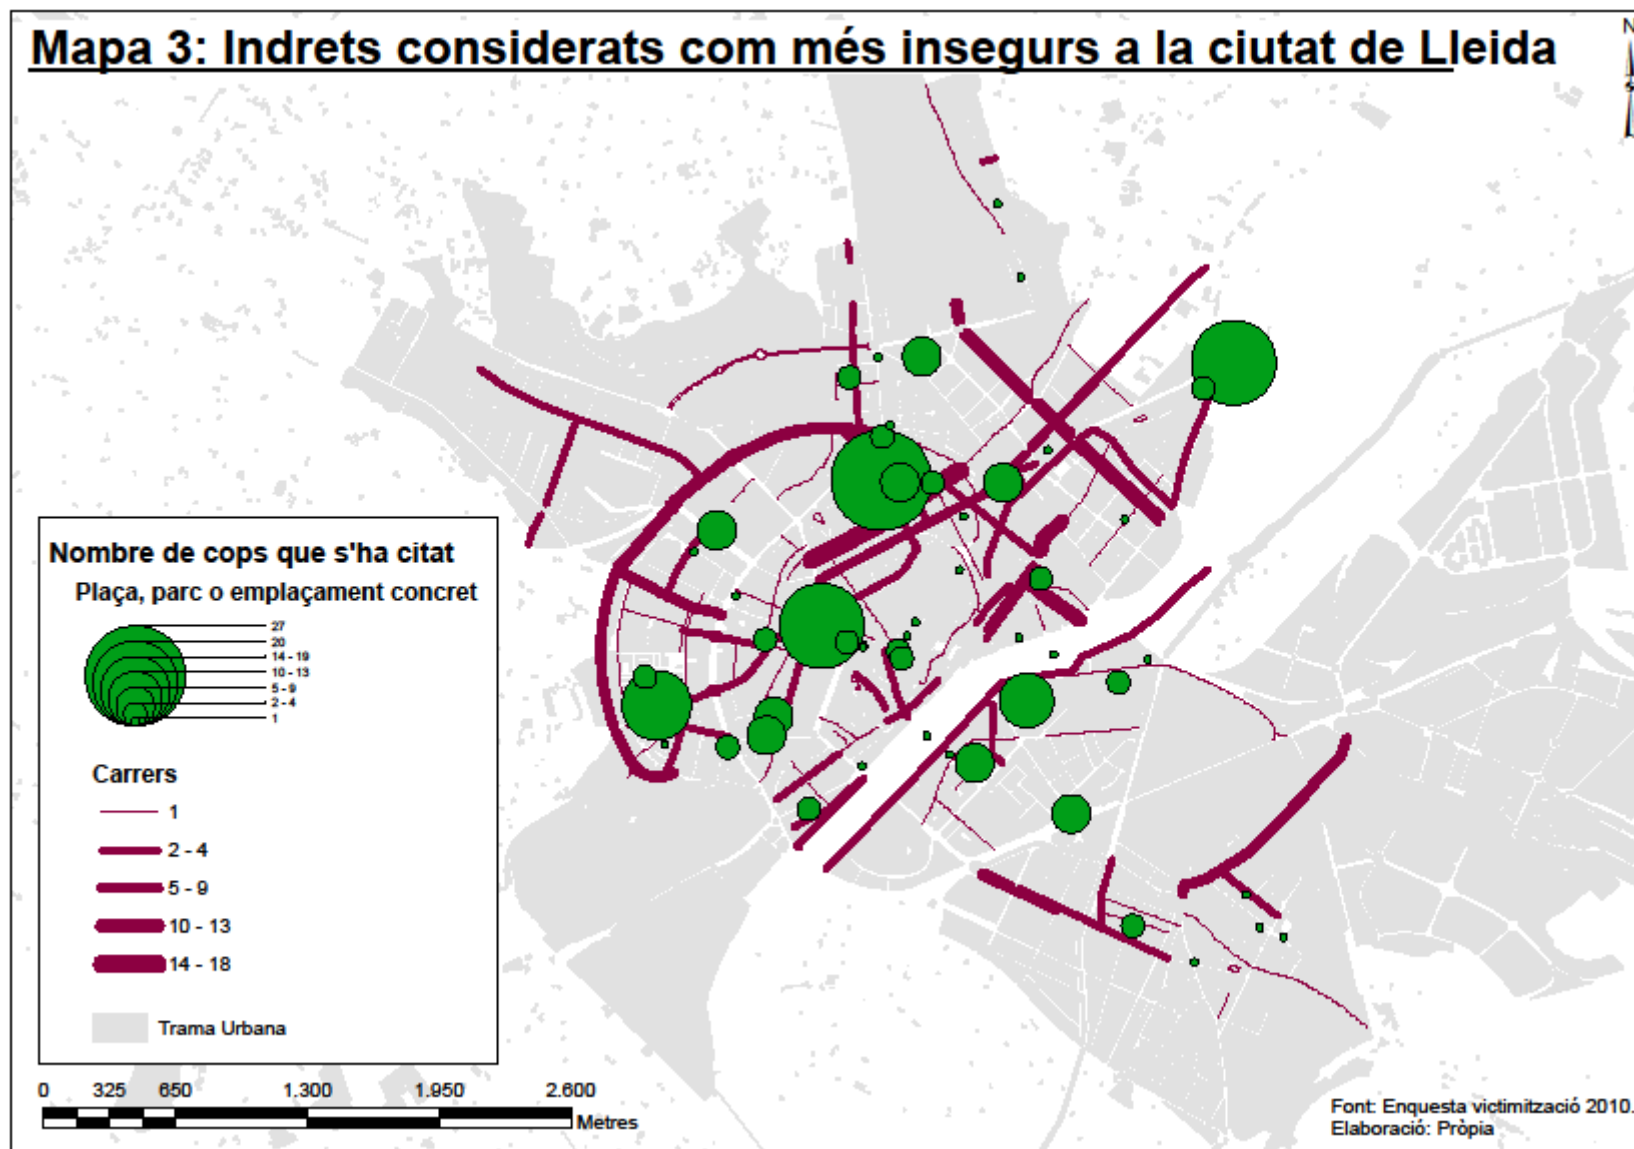 Mapa 3: Indrets considerats com més insegurs a la ciutat de Lleida
N
Nombre de cops que s'ha citat
Plaça, parc o emplaçament concret
27
20
14 - 19
10 - 13
5 - 9
2 - 4
1
Carrers
1
2 - 4
5 - 9
10 - 13
14 - 18
Trama Urbana
0 325 650 1.300 1.950 2.600
Metres
Font: Enquesta victimització 2010.
Elaboració: Pròpia